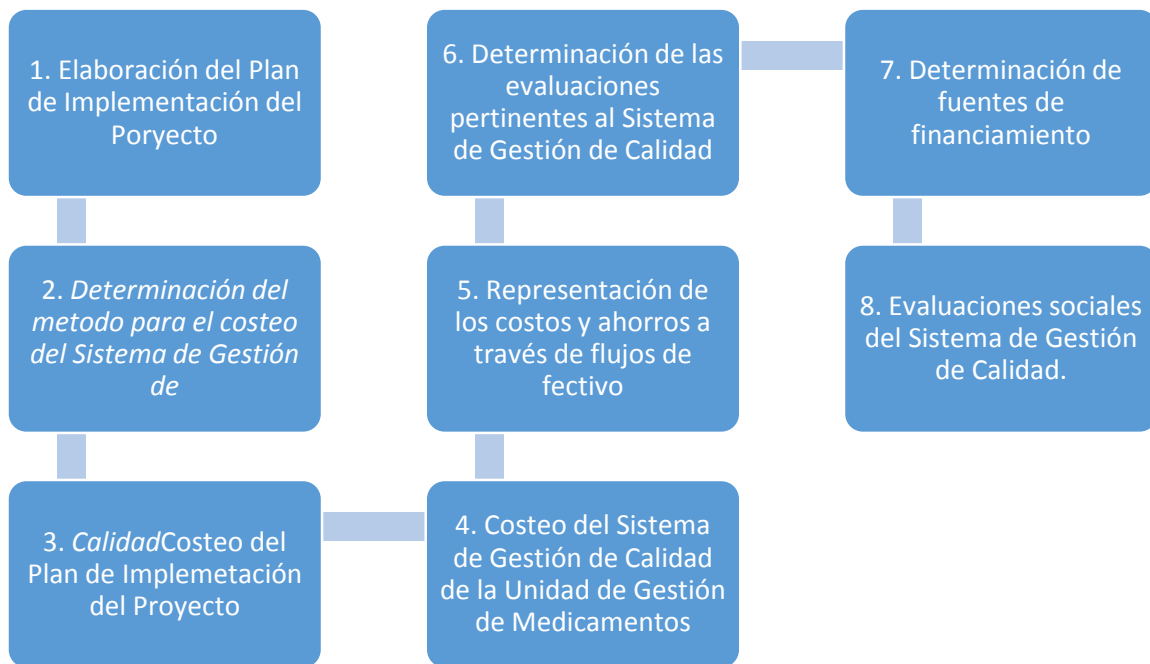 1. Elaboración del Plan
de Implementación del
Poryecto
2. Determinación del
metodo para el costeo
del Sistema de Gestión
de
3. CalidadCosteo del
Plan de Implemetación
del Proyecto
4. Costeo del Sistema
de Gestión de Calidad
de la Unidad de Gestión
de Medicamentos
5. Representación de
los costos y ahorros a
través de flujos de
fectivo
6. Determinación de las
evaluaciones
pertinentes al Sistema
de Gestión de Calidad
7. Determinación de
fuentes de
financiamiento
8. Evaluaciones sociales
del Sistema de Gestión
de Calidad.